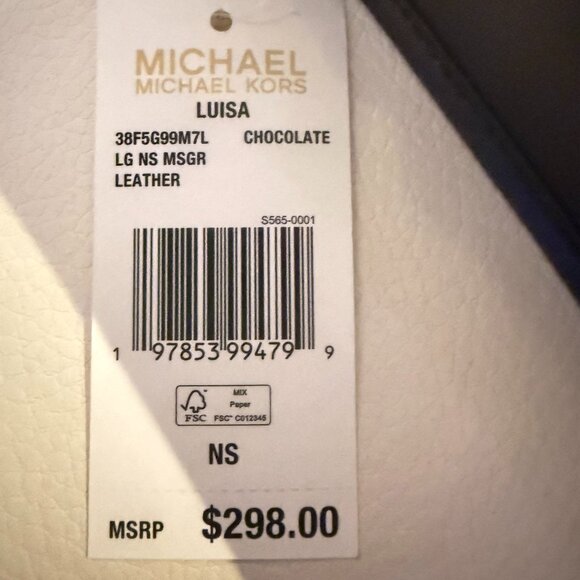 MICHAEL
MICHAEL KORS
LUISA
38F5G99M7L CHOCOLATE
LG NS MSGR
LEATHER
S565-0001
1 97853 99479 9
FSC
MIX
Paper
FSC™ C012345
NS
MSRP $298.00